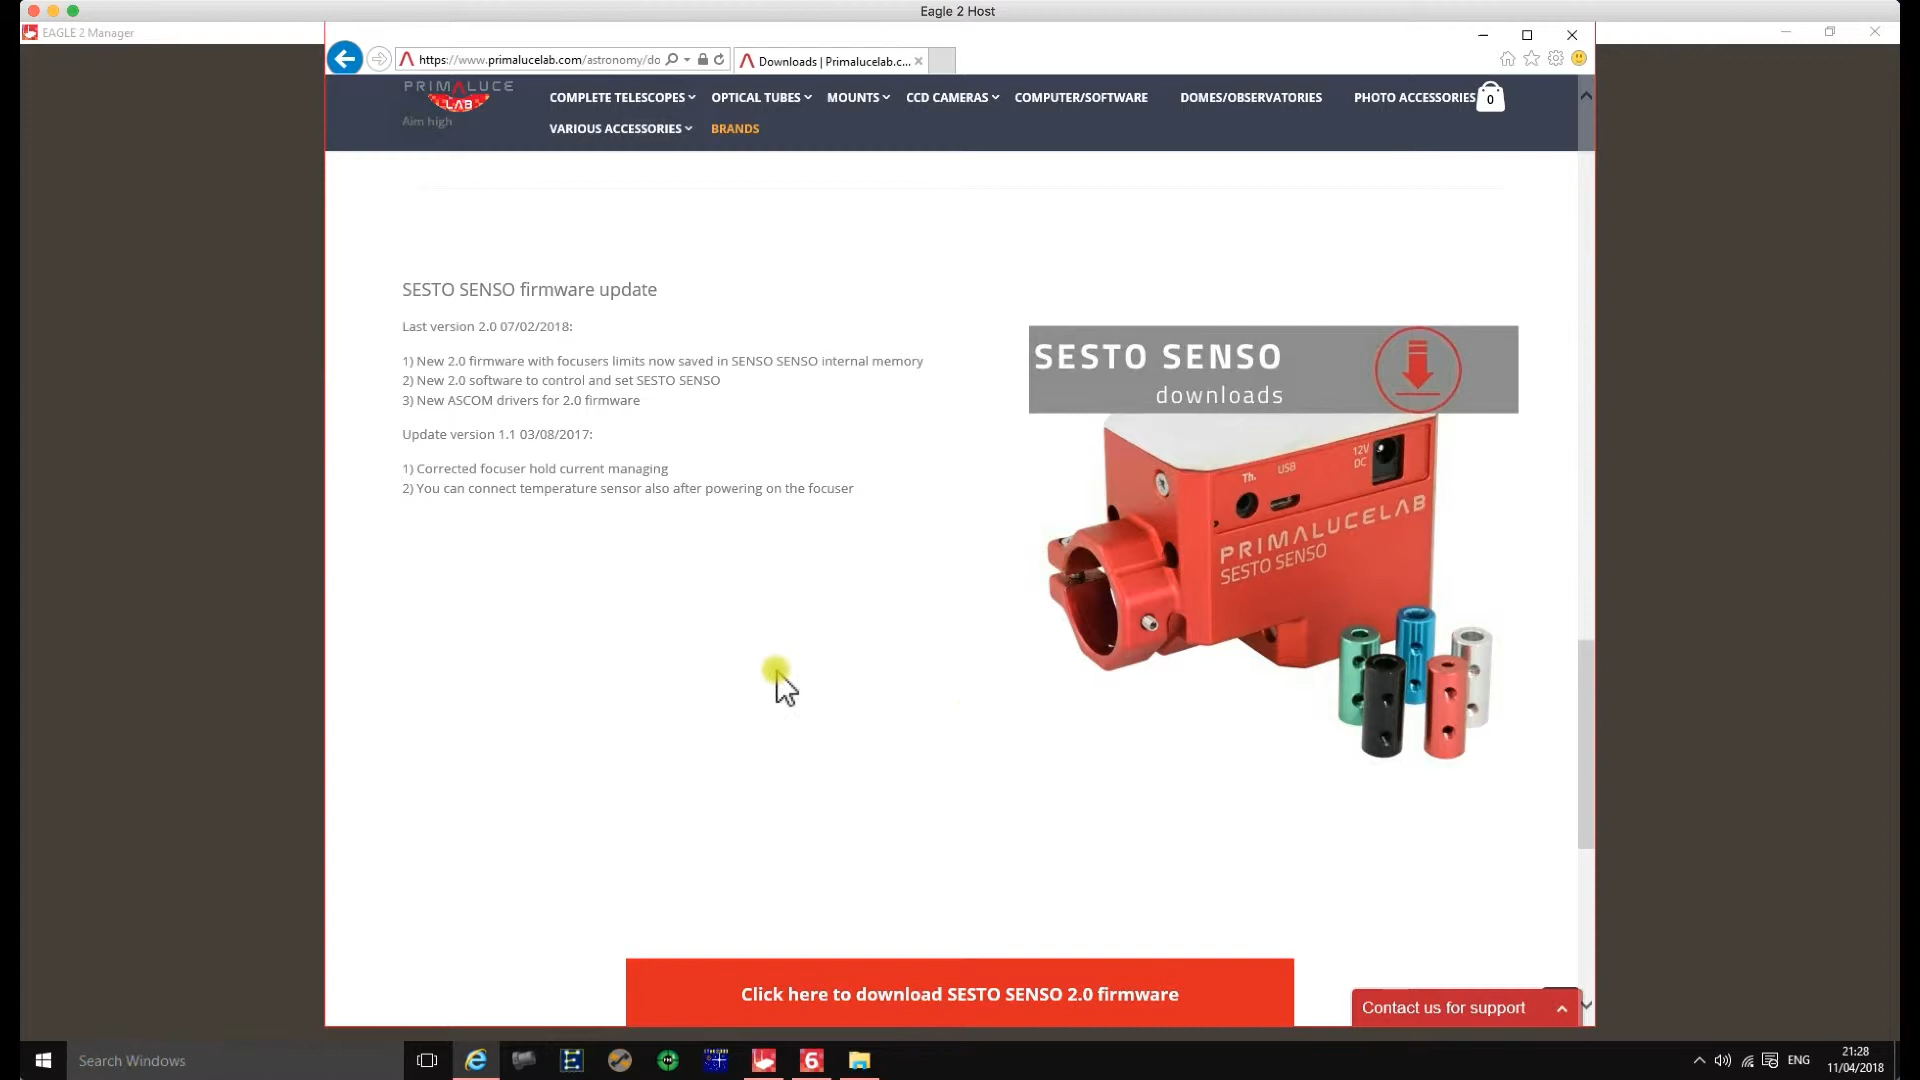 Eagle 2 Host
EAGLE 2 Manager
https://www.primalucelab.com/astronomy/do
Downloads | Primalucelab.c...
PRIMALUCE
LAB
Aim high
COMPLETE TELESCOPES
OPTICAL TUBES
MOUNTS
CCD CAMERAS
COMPUTER/SOFTWARE
DOMES/OBSERVATORIES
PHOTO ACCESSORIES
0
VARIOUS ACCESSORIES
BRANDS
SESTO SENSO firmware update
Last version 2.0 07/02/2018:
1) New 2.0 firmware with focusers limits now saved in SENSO SENSO internal memory
2) New 2.0 software to control and set SESTO SENSO
3) New ASCOM drivers for 2.0 firmware
Update version 1.1 03/08/2017:
1) Corrected focuser hold current managing
2) You can connect temperature sensor also after powering on the focuser
SESTO SENSO
downloads
Th.
USB
12V
DC
PRIMALUCELAB
SESTO SENSO
Click here to download SESTO SENSO 2.0 firmware
Contact us for support
Search Windows
6
ENG
21:28
11/04/2018